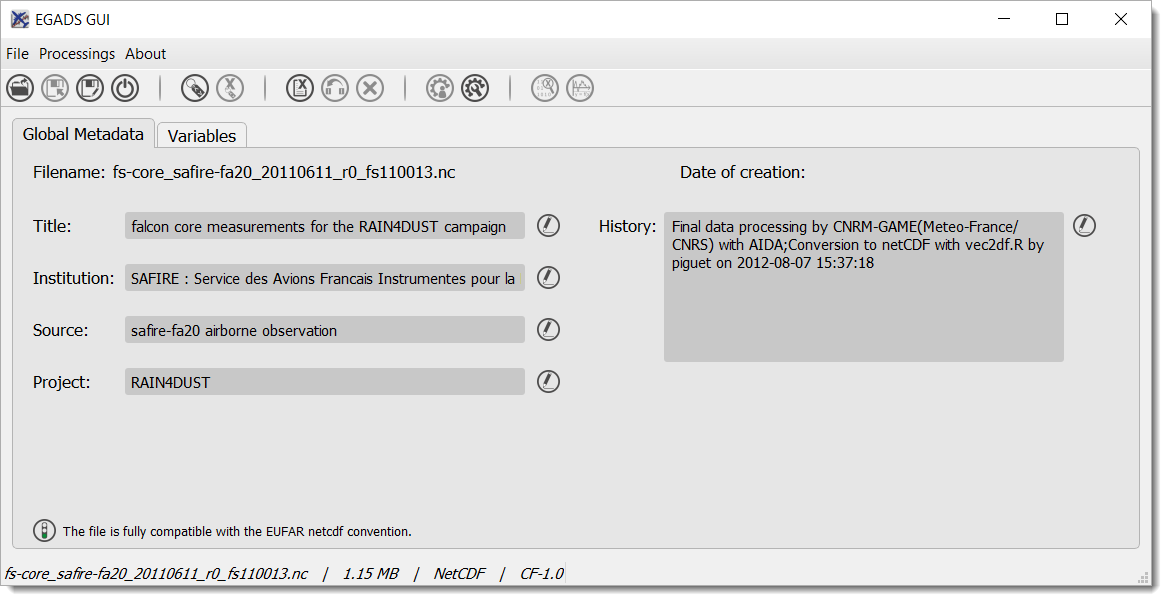 EGADS GUI
File Processings About
Global Metadata Variables
Filename: fs-core_safire-fa20_20110611_r0_fs110013.nc Date of creation:
Title: falcon core measurements for the RAIN4DUST campaign
History: Final data processing by CNRM-GAME(Meteo-France/
CNRS) with AIDA;Conversion to netCDF with vec2df.R by
piguet on 2012-08-07 15:37:18
Institution: SAFIRE : Service des Avions Francais Instrumentes pour la
Source: safire-fa20 airborne observation
Project: RAIN4DUST
The file is fully compatible with the EUFAR netcdf convention.
fs-core_safire-fa20_20110611_r0_fs110013.nc | 1.15 MB | NetCDF | CF-1.0